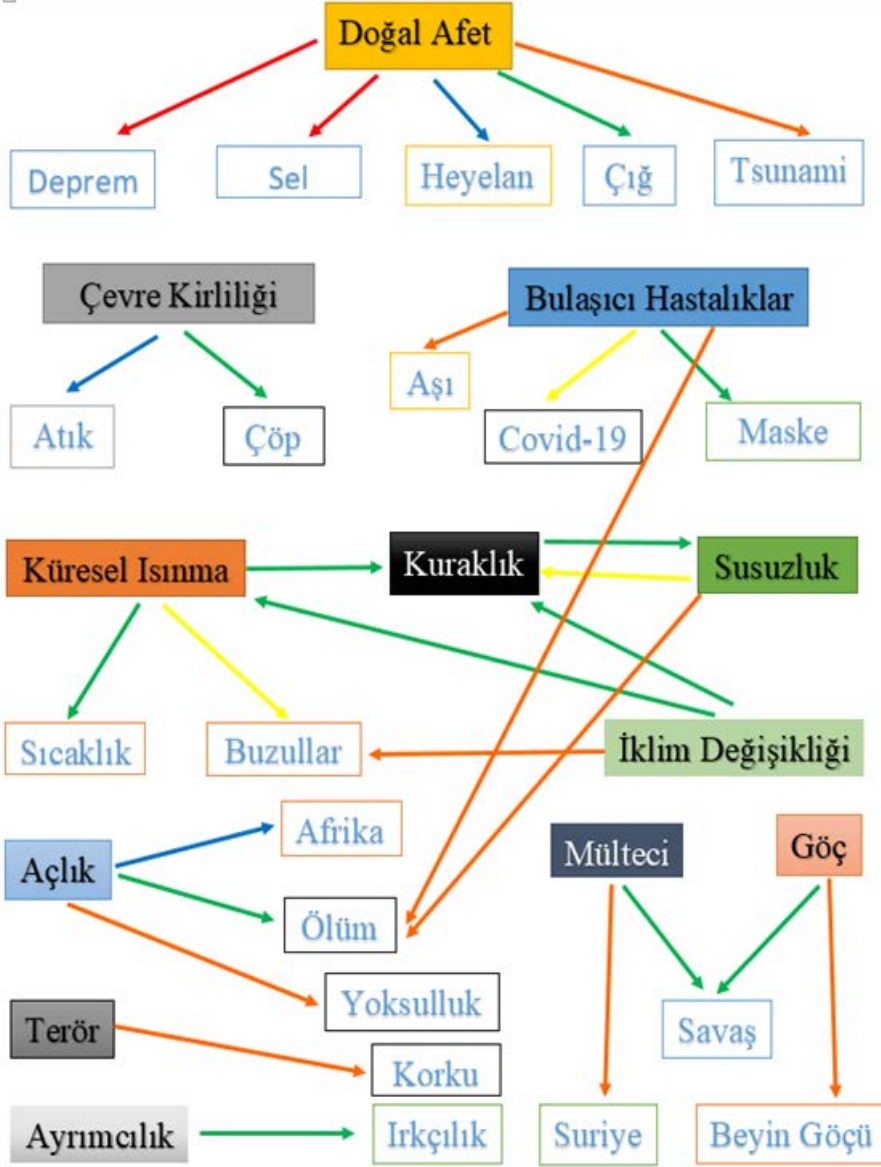 Doğal Afet
Deprem
Sel
Heyelan
Çığ
Tsunami
Çevre Kirliliği
Bulaşıcı Hastalıklar
Aşı
Atık
Çöp
Covid-19
Maske
Küresel Isınma
Kuraklık
Susuzluk
Sıcaklık
Buzullar
İklim Değişikliği
Afrika
Açlık
Mülteci
Göç
Ölüm
Yoksulluk
Terör
Savaş
Korku
Ayrımcılık
Irkçılık
Suriye
Beyin Göçü